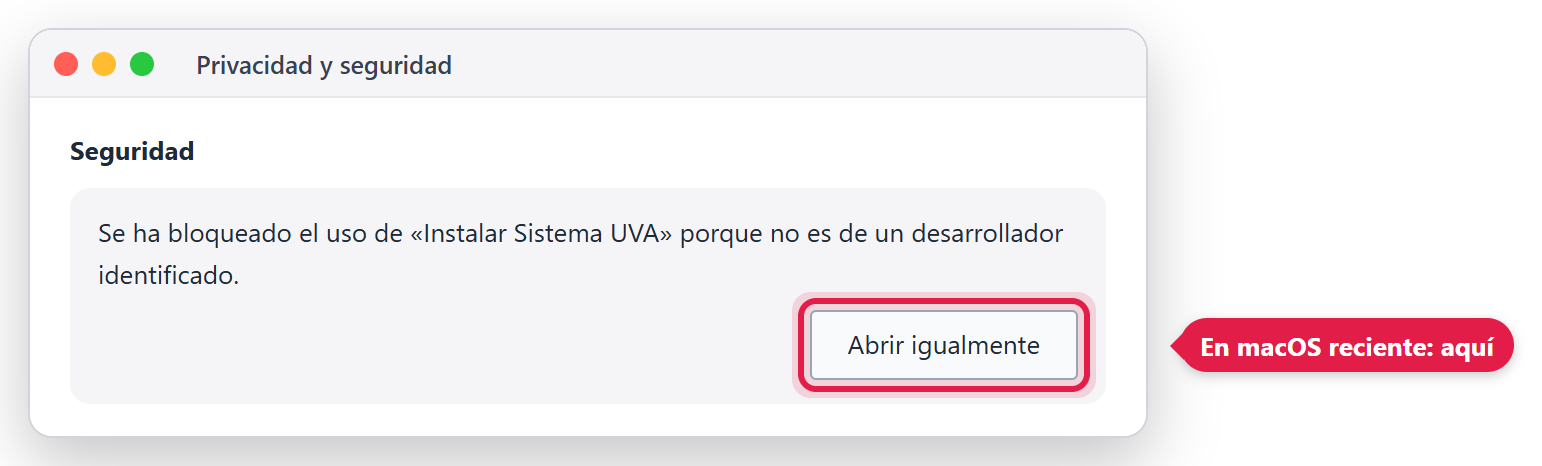 Privacidad y seguridad
Seguridad
Se ha bloqueado el uso de «Instalar Sistema UVA» porque no es de un desarrollador
identificado.
Abrir igualmente
En macOS reciente: aquí